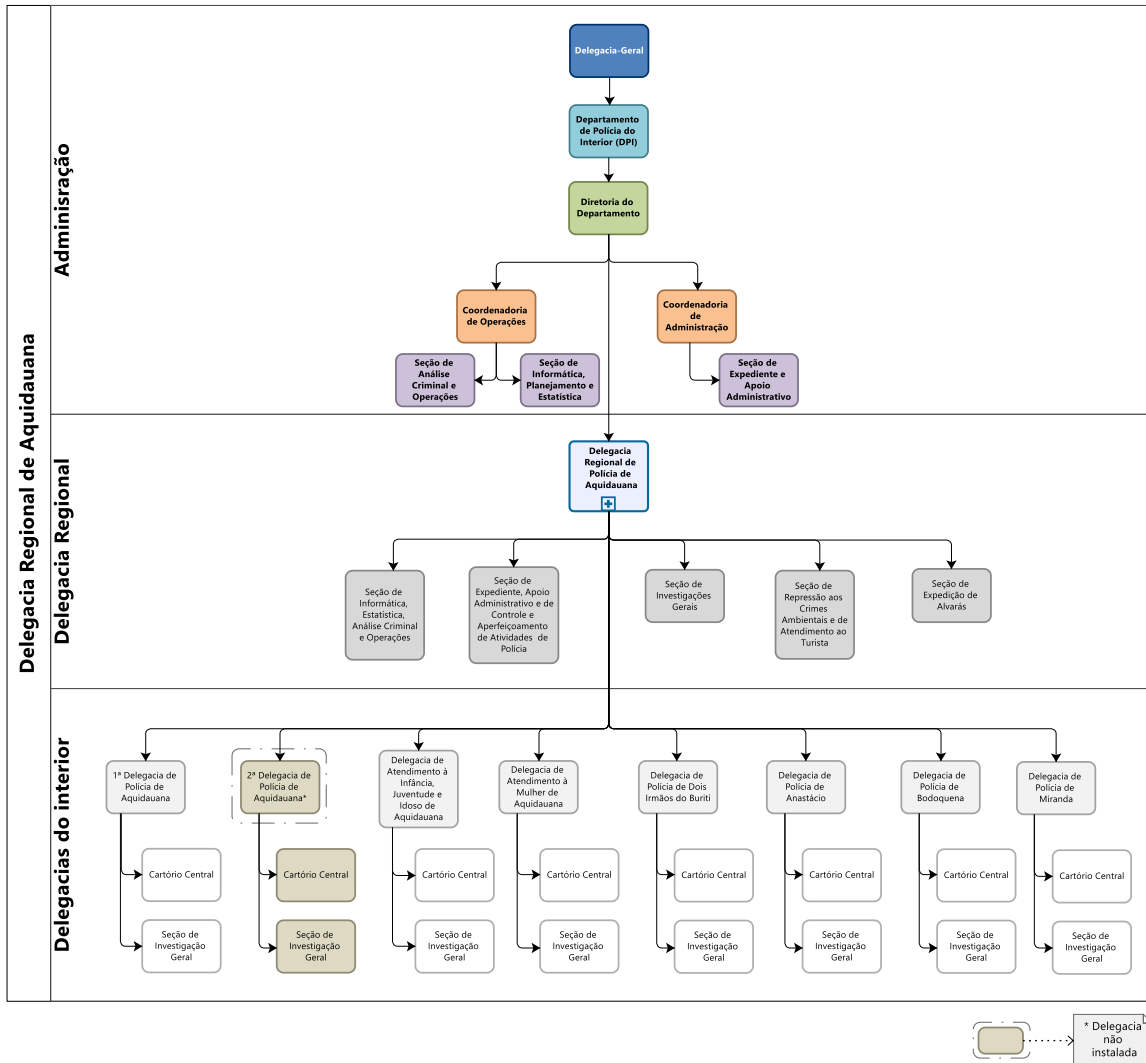 Delegacia Regional de Aquidauana
Adminisração
Delegacia-Geral
Departamento
de Polícia do
Interior (DPI)
Diretoria do
Departamento
Coordenadoria
de Operações
Coordenadoria
de
Administração
Seção de
Análise
Criminal e
Operações
Seção de
Informática,
Planejamento e
Estatística
Seção de
Expediente e
Apoio
Administrativo
Delegacia Regional
Delegacia
Regional de
Polícia de
Aquidauana
Seção de
Informática,
Estatística,
Análise Criminal
e Operações
Seção de
Expediente, Apoio
Administrativo e de
Controle e
Aperfeiçoamento
de Atividades de
Polícia
Seção de
Investigações
Gerais
Seção de
Repressão aos
Crimes
Ambientais e de
Atendimento ao
Turista
Seção de
Expedição de
Alvarás
Delegacias do interior
1ª Delegacia de
Polícia de
Aquidauana
2ª Delegacia de
Polícia de
Aquidauana*
Delegacia de
Atendimento à
Infância,
Juventude e
Idoso de
Aquidauana
Delegacia de
Atendimento à
Mulher de
Aquidauana
Delegacia de
Polícia de Dois
Irmãos do Buriti
Delegacia de
Polícia de
Anastácio
Delegacia de
Polícia de
Bodoquena
Delegacia de
Polícia de
Miranda
Cartório Central
Cartório Central
Cartório Central
Cartório Central
Cartório Central
Cartório Central
Cartório Central
Cartório Central
Seção de
Investigação
Geral
Seção de
Investigação
Geral
Seção de
Investigação
Geral
Seção de
Investigação
Geral
Seção de
Investigação
Geral
Seção de
Investigação
Geral
Seção de
Investigação
Geral
Seção de
Investigação
Geral
* Delegacia
não
instalada